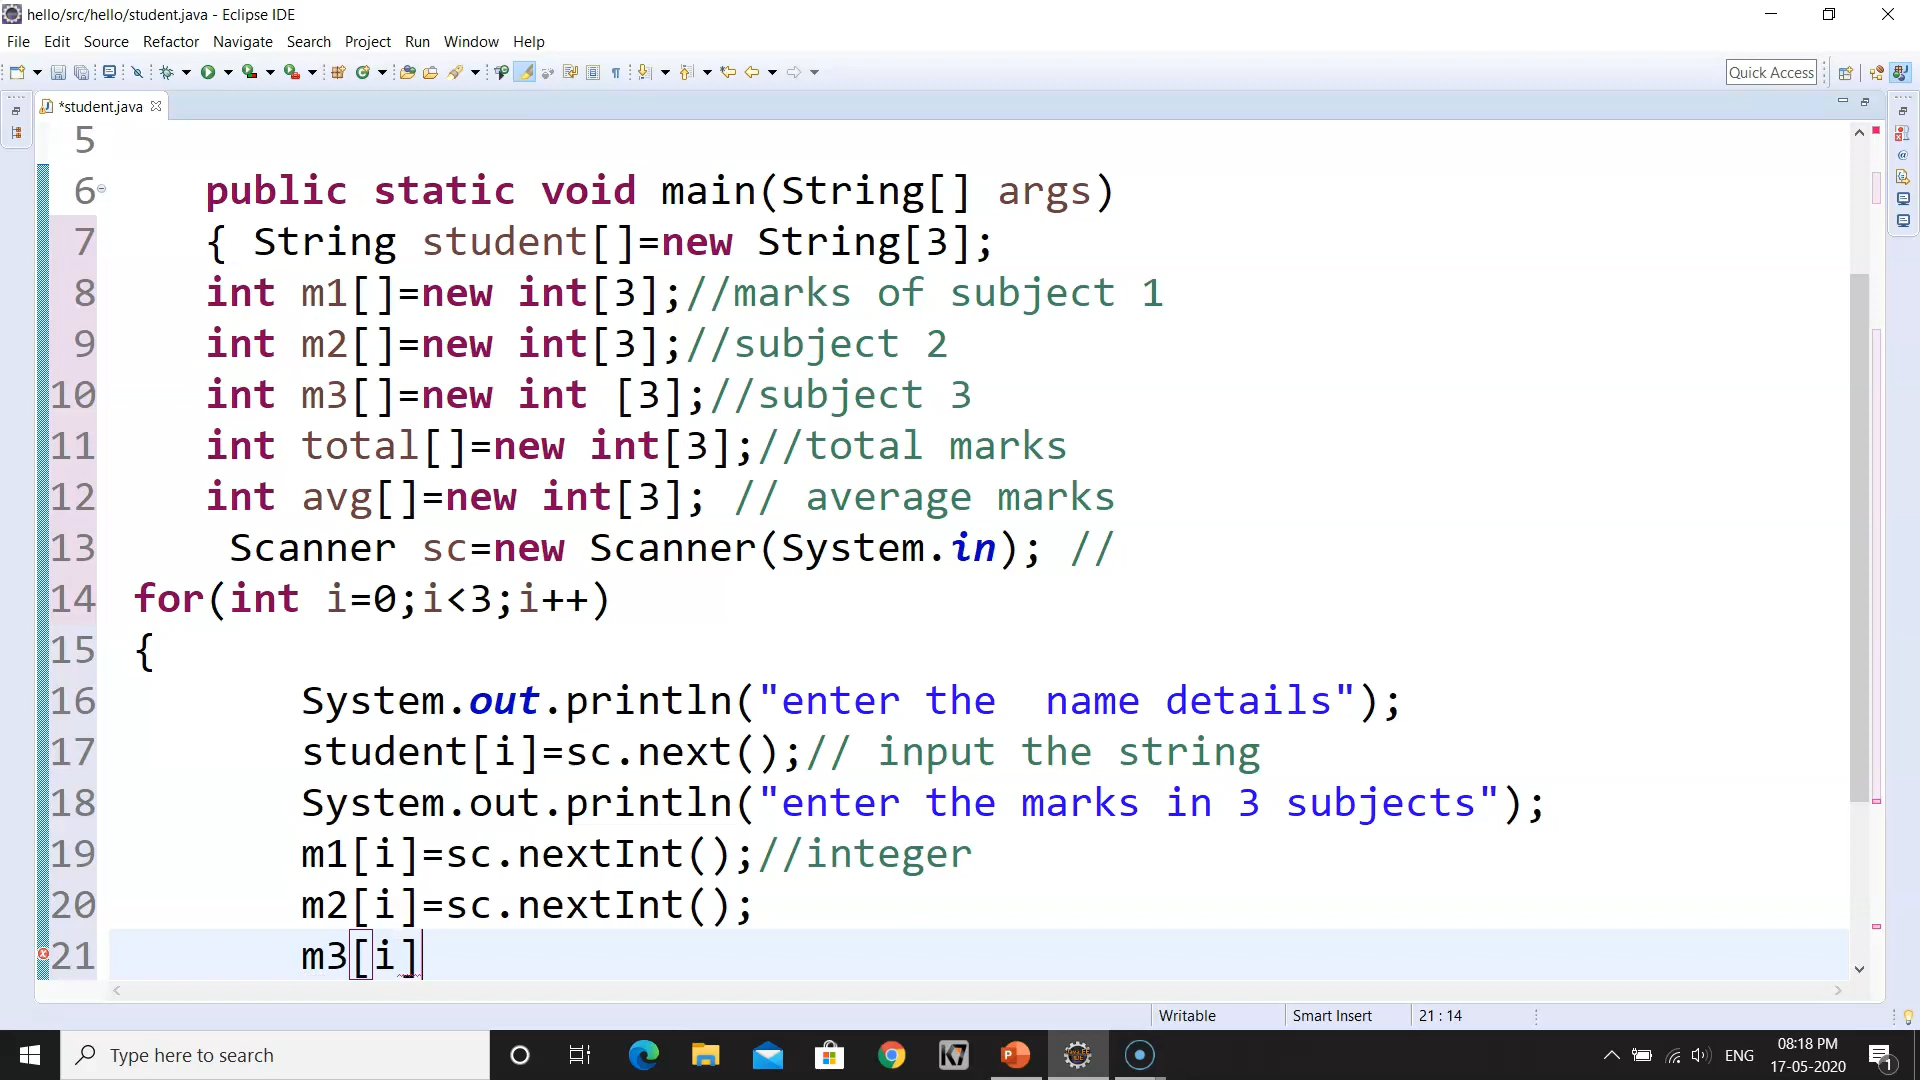 hello/src/hello/student.java - Eclipse IDE
File Edit Source Refactor Navigate Search Project Run Window Help
Quick Access
*student.java
5
6 public static void main(String[] args)
7 { String student[]=new String[3];
8 int m1[]=new int[3];//marks of subject 1
9 int m2[]=new int[3];//subject 2
10 int m3[]=new int [3];//subject 3
11 int total[]=new int[3];//total marks
12 int avg[]=new int[3]; // average marks
13 Scanner sc=new Scanner(System.in); //
14 for(int i=0;i<3;i++)
15 {
16 System.out.println("enter the  name details");
17 student[i]=sc.next();// input the string
18 System.out.println("enter the marks in 3 subjects");
19 m1[i]=sc.nextInt();//integer
20 m2[i]=sc.nextInt();
21 m3[i]
Writable Smart Insert 21 : 14
Type here to search
ENG
08:18 PM
17-05-2020
1